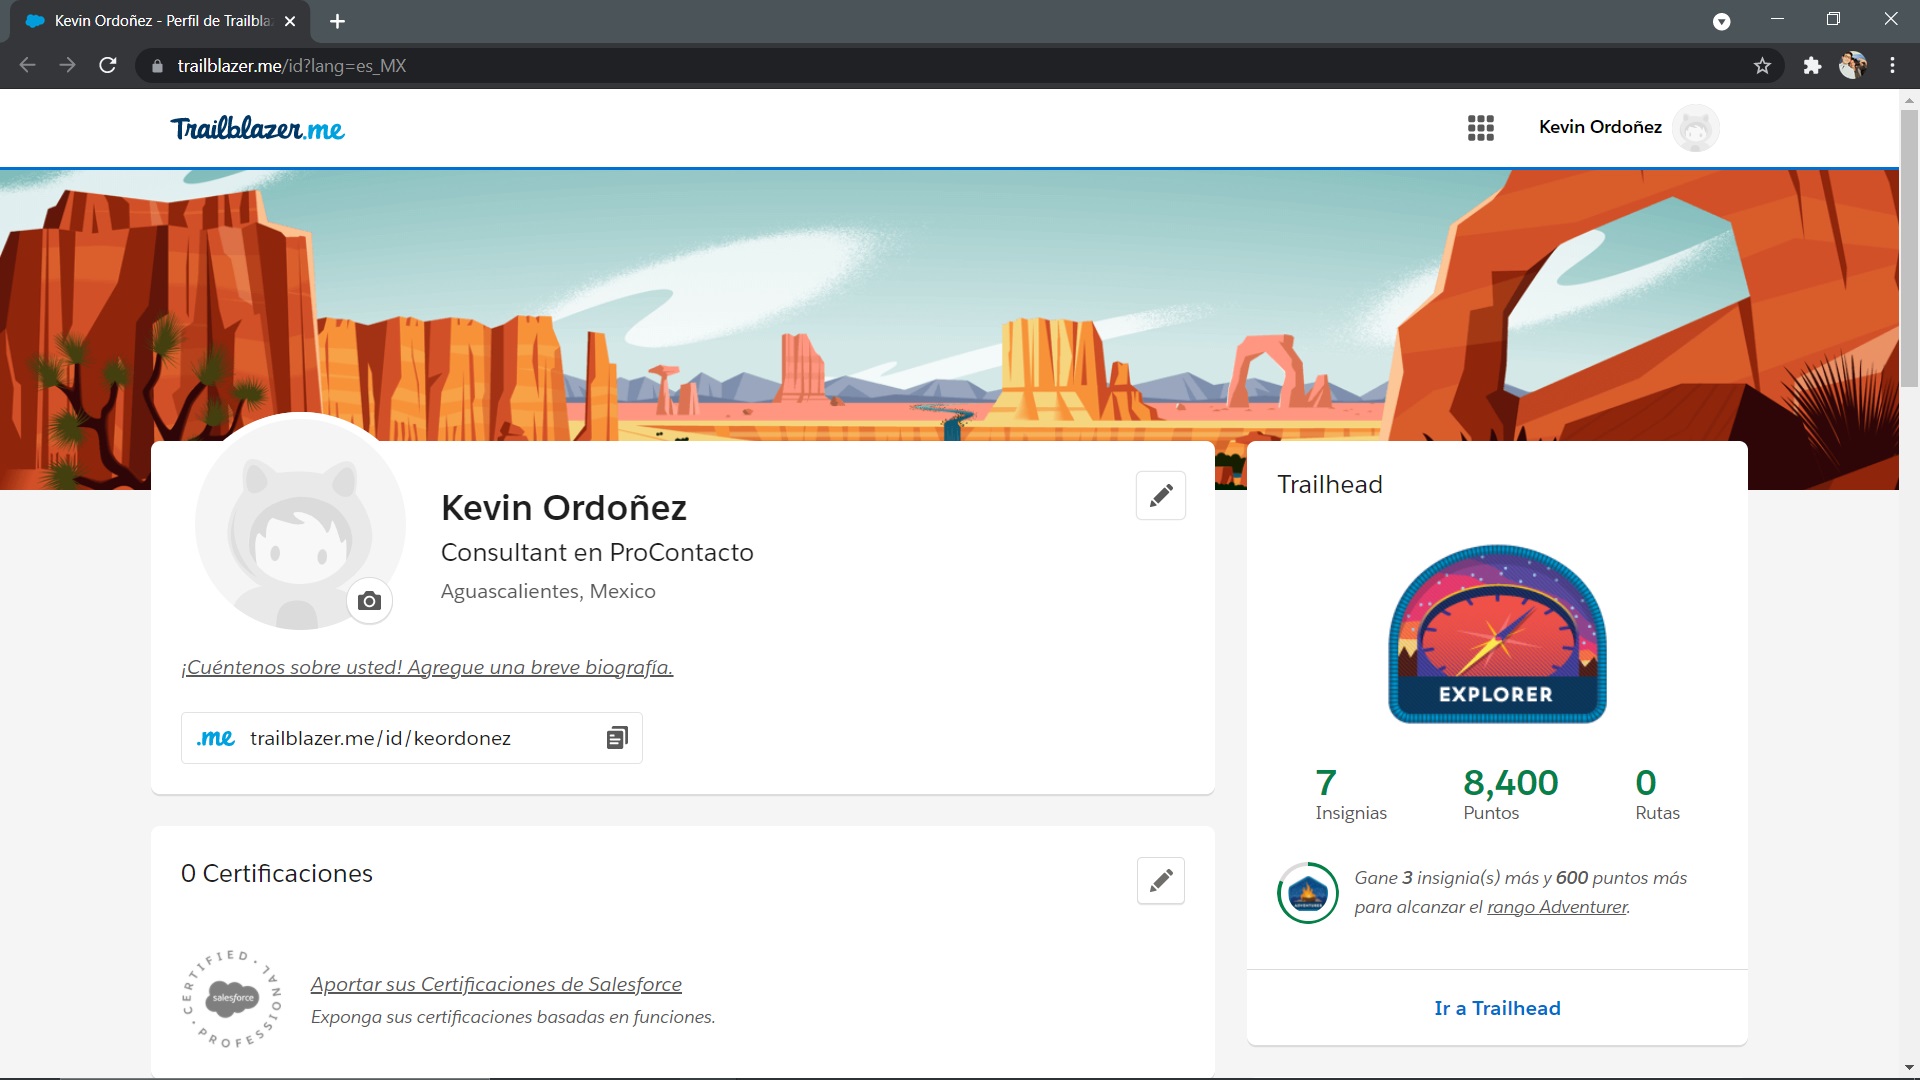 Kevin Ordoñez - Perfil de Trailbla
trailblazer.me/id?lang=es_MX
Trailblazer.me
Kevin Ordoñez
Kevin Ordoñez
Consultant en ProContacto
Aguascalientes, Mexico
¡Cuéntenos sobre usted! Agregue una breve biografía.
.me trailblazer.me/id/keordonez
0 Certificaciones
CERTIFIED · PROFESSIONAL ·
salesforce
Aportar sus Certificaciones de Salesforce
Exponga sus certificaciones basadas en funciones.
Trailhead
EXPLORER
7 8,400 0
Insignias Puntos Rutas
ADVENTURER
Gane 3 insignia(s) más y 600 puntos más
para alcanzar el rango Adventurer.
Ir a Trailhead